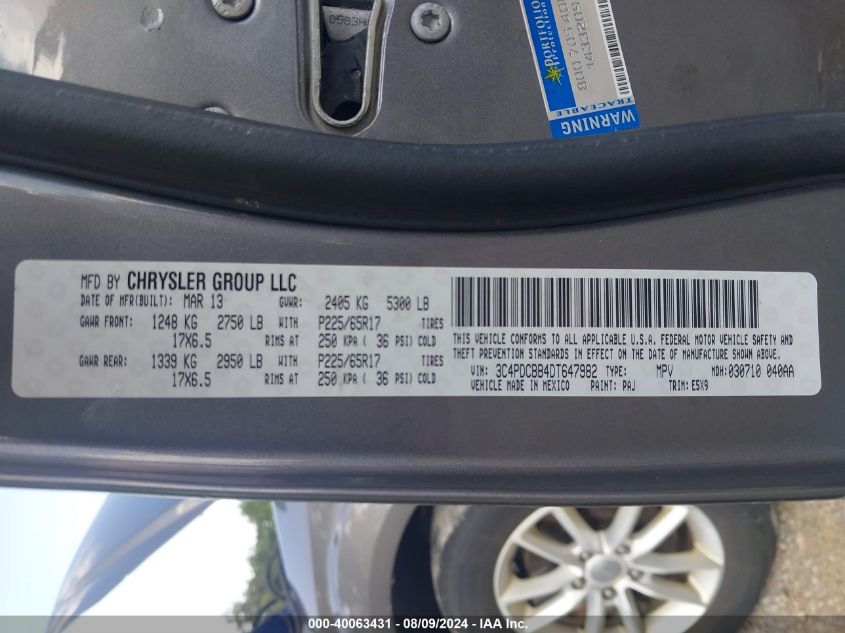 0583H
PORTFOLIO
Protection
WARNING
TRACEABLE
MFD BY CHRYSLER GROUP LLC
DATE OF MFR(BUILT): MAR 13 GVWR: 2405 KG 5300 LB
GAWR FRONT: 1248 KG 2750 LB WITH P225/65R17 TIRES
17X6.5 RIMS AT 250 KPA ( 36 PSI) COLD
GAWR REAR: 1339 KG 2950 LB WITH P225/65R17 TIRES
17X6.5 RIMS AT 250 KPA ( 36 PSI) COLD
THIS VEHICLE CONFORMS TO ALL APPLICABLE U.S.A. FEDERAL MOTOR VEHICLE SAFETY AND
THEFT PREVENTION STANDARDS IN EFFECT ON THE DATE OF MANUFACTURE SHOWN ABOVE.
VIN: 3C4PDCBB4DT647982 TYPE: MPV MDH: 030710 040AA
VEHICLE MADE IN MEXICO PAINT: PAJ TRIM: E5X9
000-40063431 - 08/09/2024 - IAA Inc.